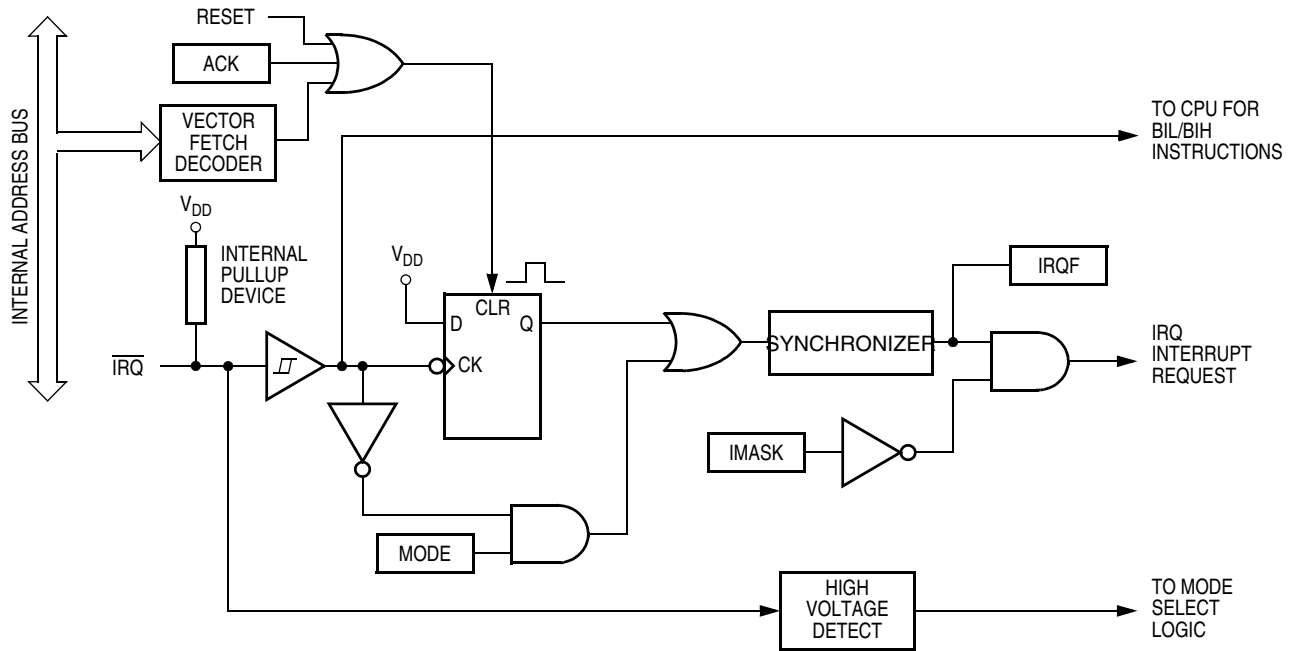 RESET
ACK
INTERNAL ADDRESS BUS
VECTOR
FETCH
DECODER
TO CPU FOR
BIL/BIH
INSTRUCTIONS
VDD
INTERNAL
PULLUP
DEVICE
VDD
CLR
D
Q
CK
IRQF
SYNCHRONIZER
IRQ
INTERRUPT
REQUEST
IRQ
IMASK
MODE
HIGH
VOLTAGE
DETECT
TO MODE
SELECT
LOGIC